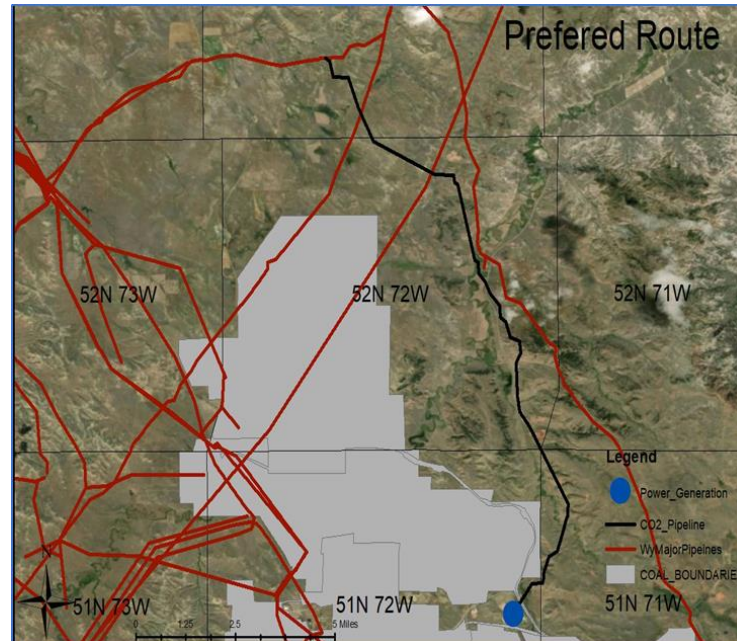 Prefered Route
52N 73W
52N 72W
52N 71W
Legend
Power_Generation
CO2_Pipeline
WyMajorPipelnes
COAL_BOUNDARIE
N
51N 73W
51N 72W
51N 71W
0 1.25 2.5 5 Miles